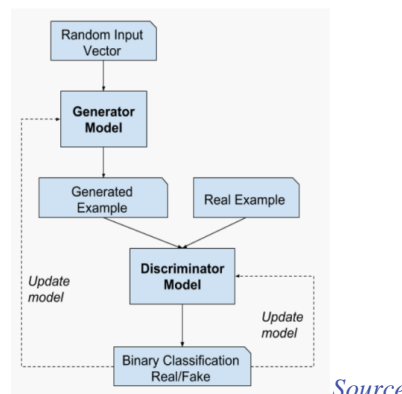 Random Input
Vector
Generator
Model
Generated
Example
Real Example
Discriminator
Model
Update
model
Update
model
Binary Classification
Real/Fake
Source